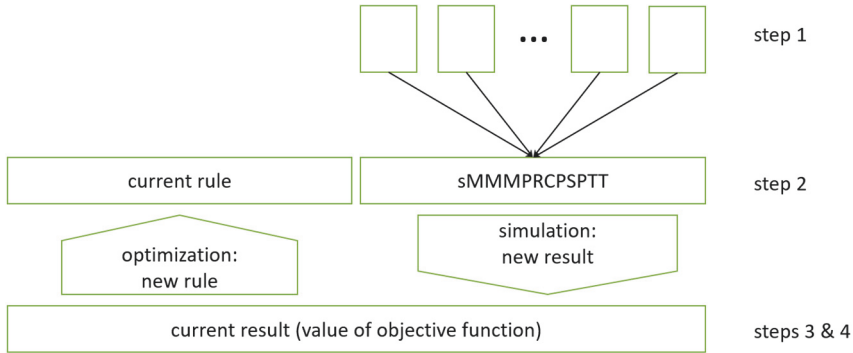 ...
step 1
current rule
sMMMPRCPSPTT
step 2
optimization:
new rule
simulation:
new result
current result (value of objective function)
steps 3 & 4